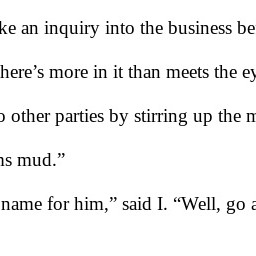 ke an inquiry into the business be
here’s more in it than meets the ey
o other parties by stirring up the m
ns mud.”
name for him,” said I. “Well, go a